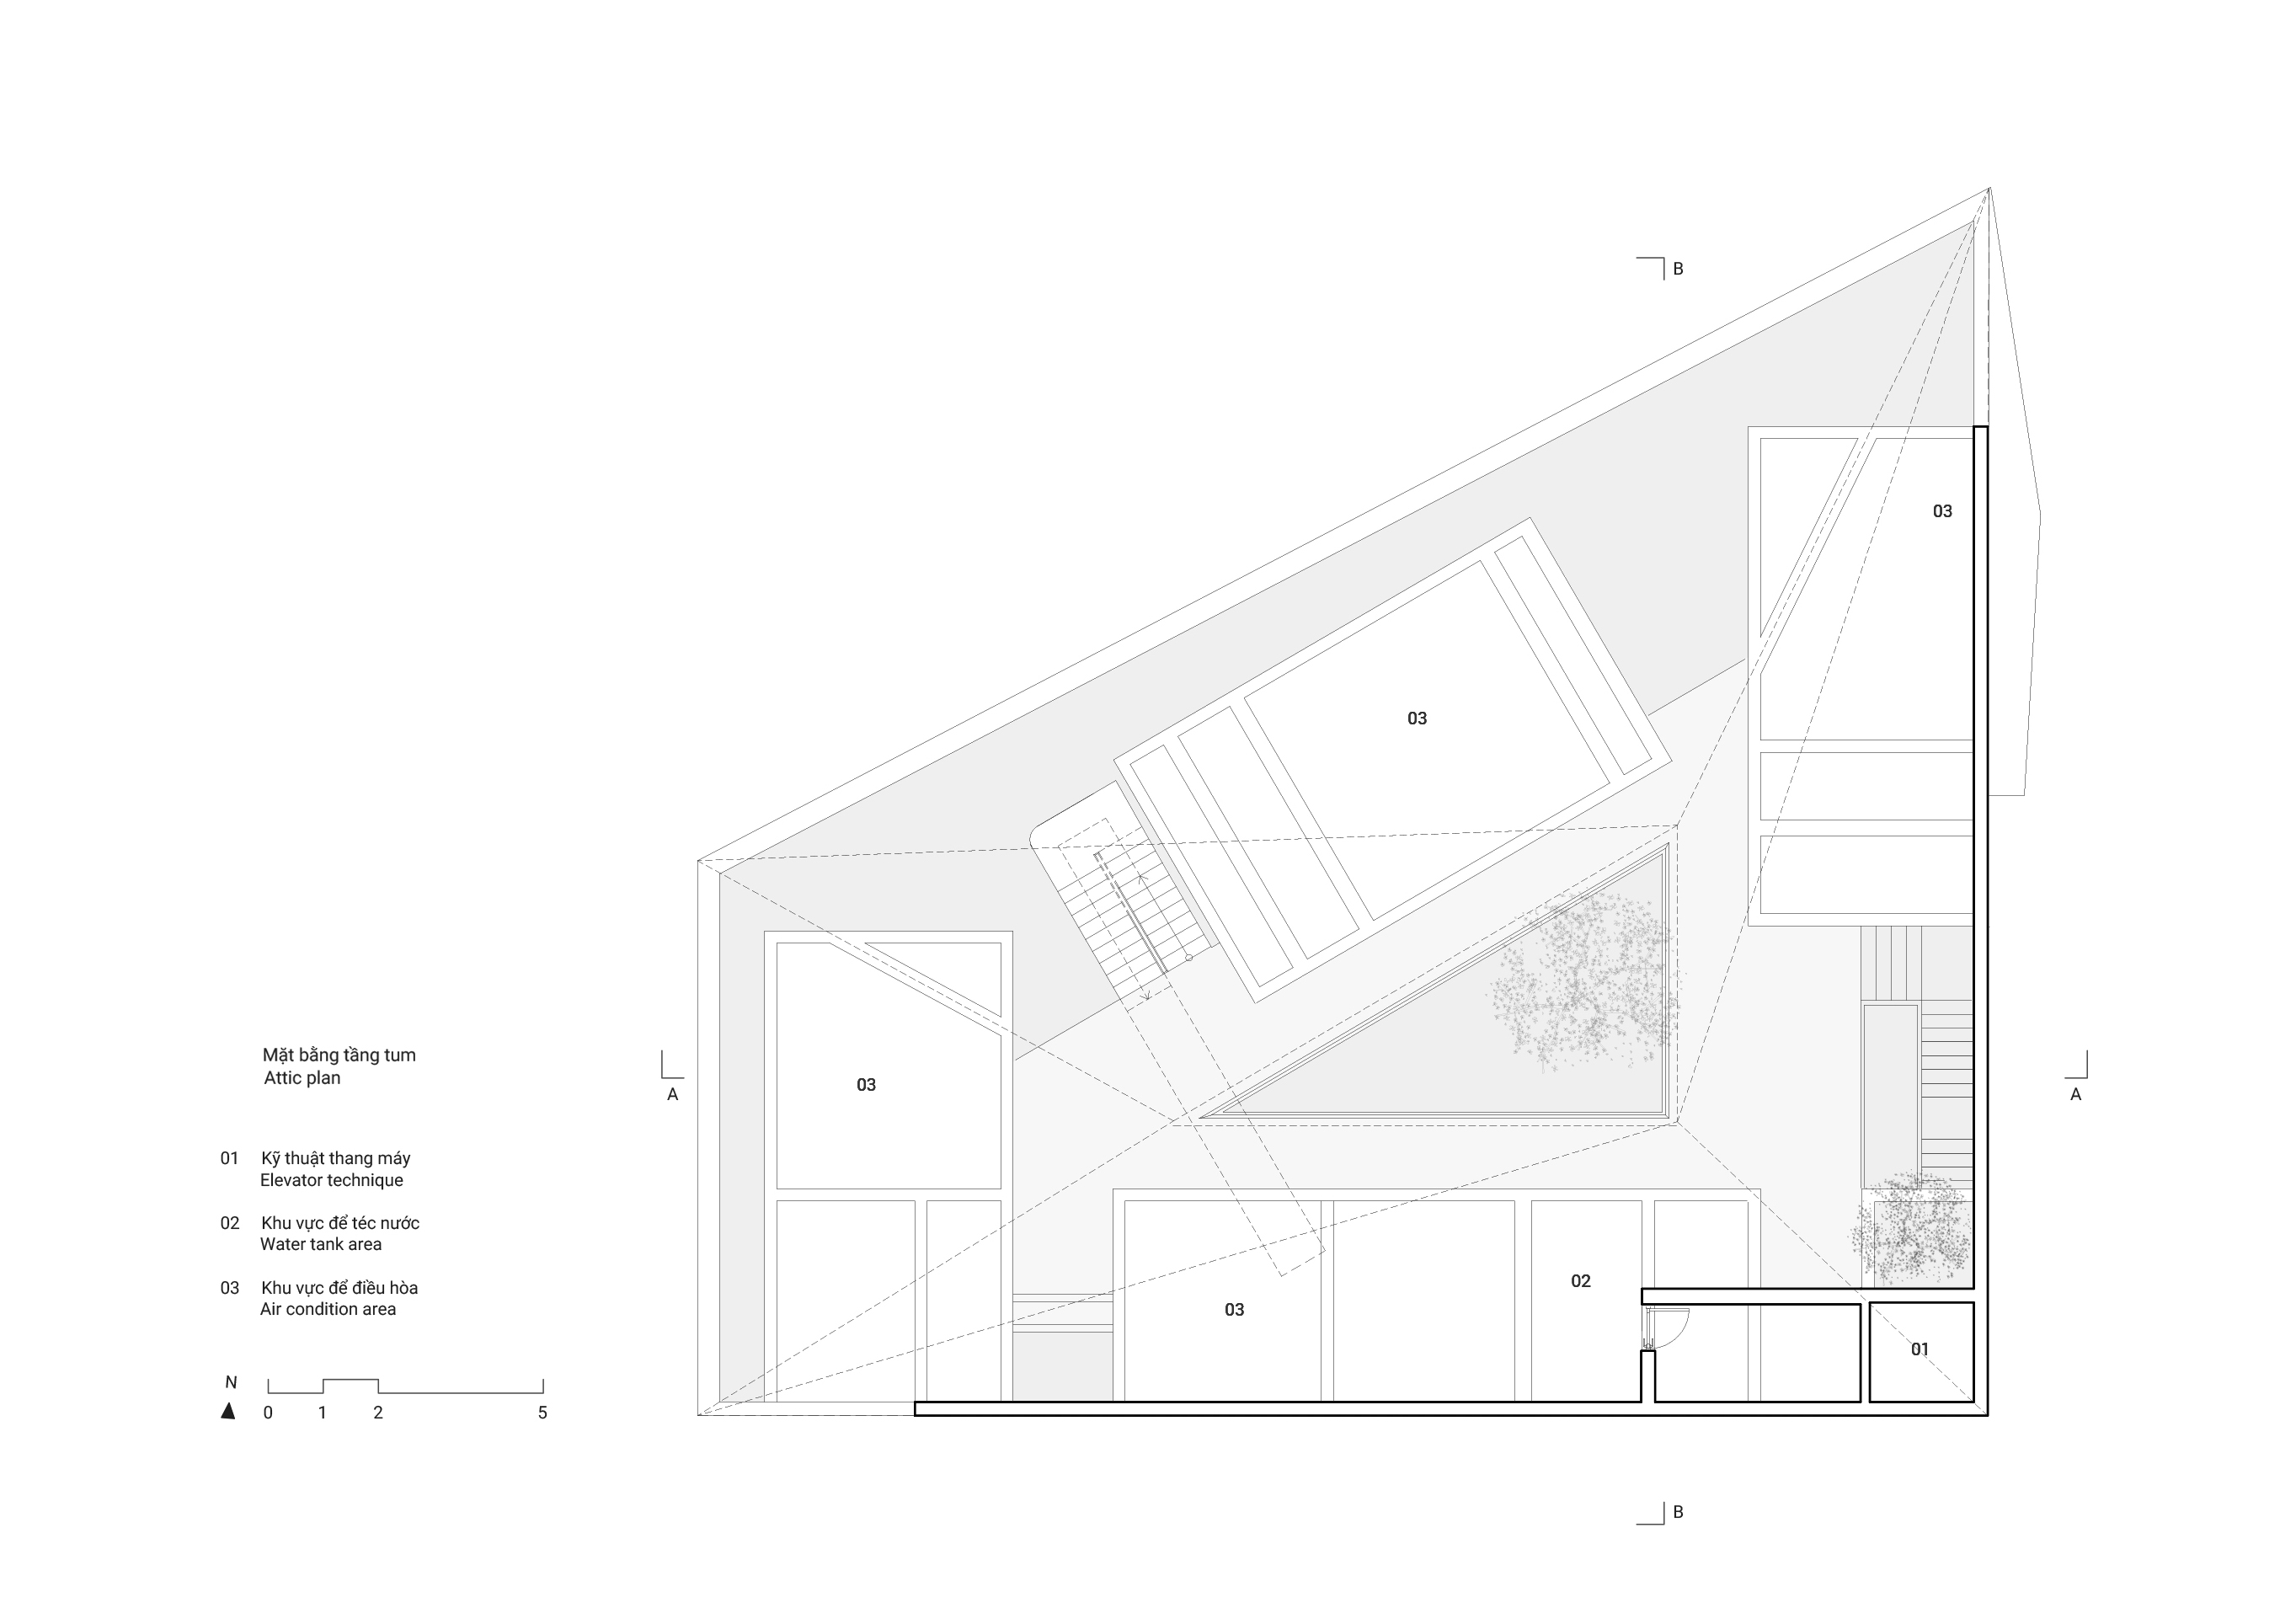 B
03
03
Mặt bằng tầng tum
Attic plan
03
A
A
01 Kỹ thuật thang máy
Elevator technique
02 Khu vực để téc nước
Water tank area
03 Khu vực để điều hòa
Air condition area
02
03
01
N
0 1 2 5
B